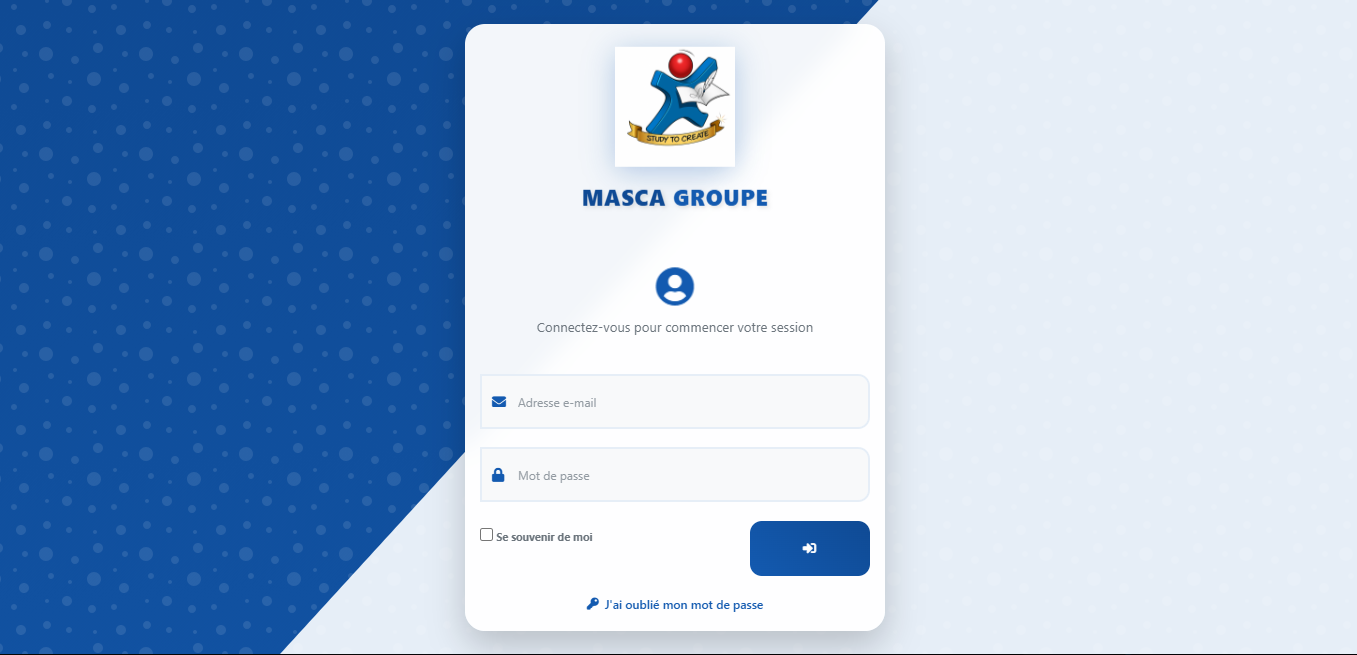 STUDY TO CREATE
MASCA GROUPE
Connectez-vous pour commencer votre session
Adresse e-mail
Mot de passe
Se souvenir de moi
J'ai oublié mon mot de passe